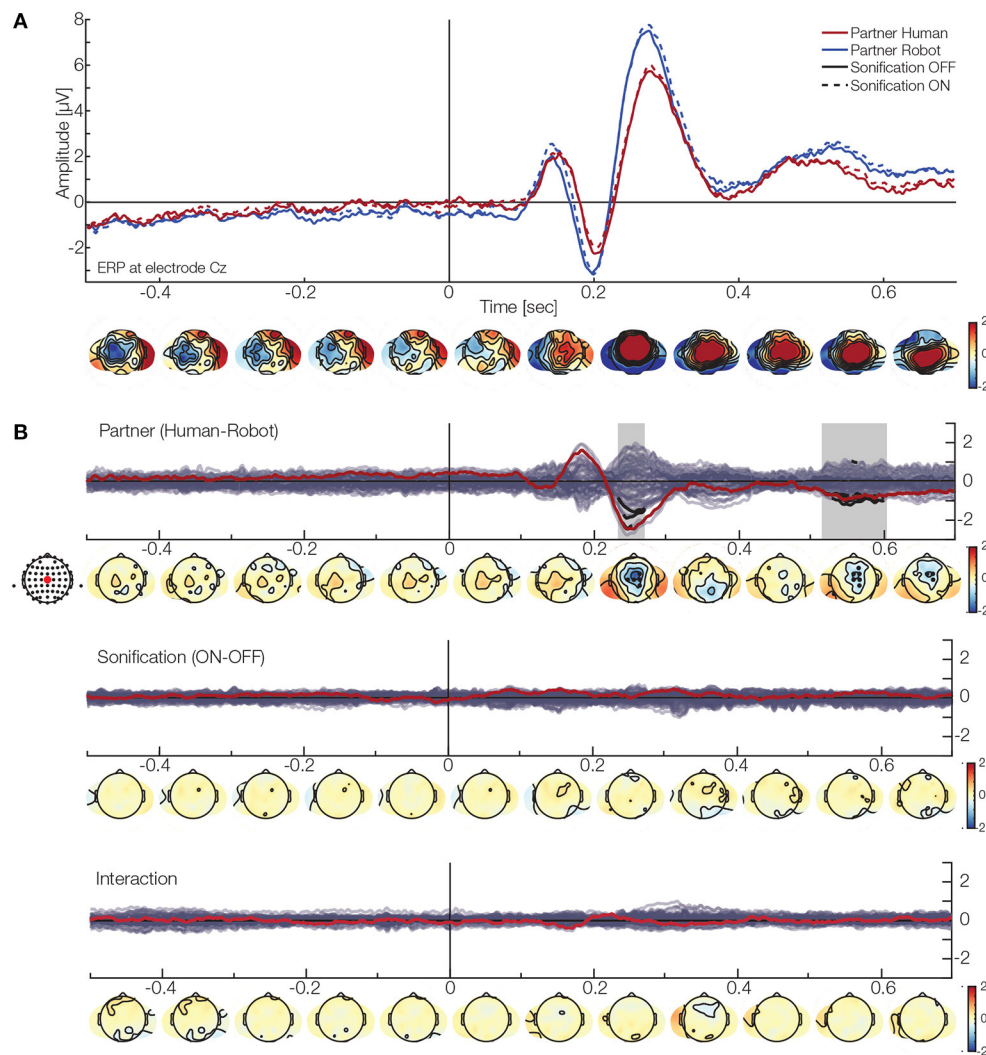 A
Partner Human
Partner Robot
Sonification OFF
Sonification ON
Amplitude [µV]
8
6
4
2
0
-2
ERP at electrode Cz
-0.4 -0.2 0 0.2 0.4 0.6
Time [sec]
2
-2
B
Partner (Human-Robot)
2
0
-2
-0.4 -0.2 0 0.2 0.4 0.6
2
-2
Sonification (ON-OFF)
2
0
-2
-0.4 -0.2 0 0.2 0.4 0.6
2
-2
Interaction
2
0
-2
-0.4 -0.2 0 0.2 0.4 0.6
2
-2